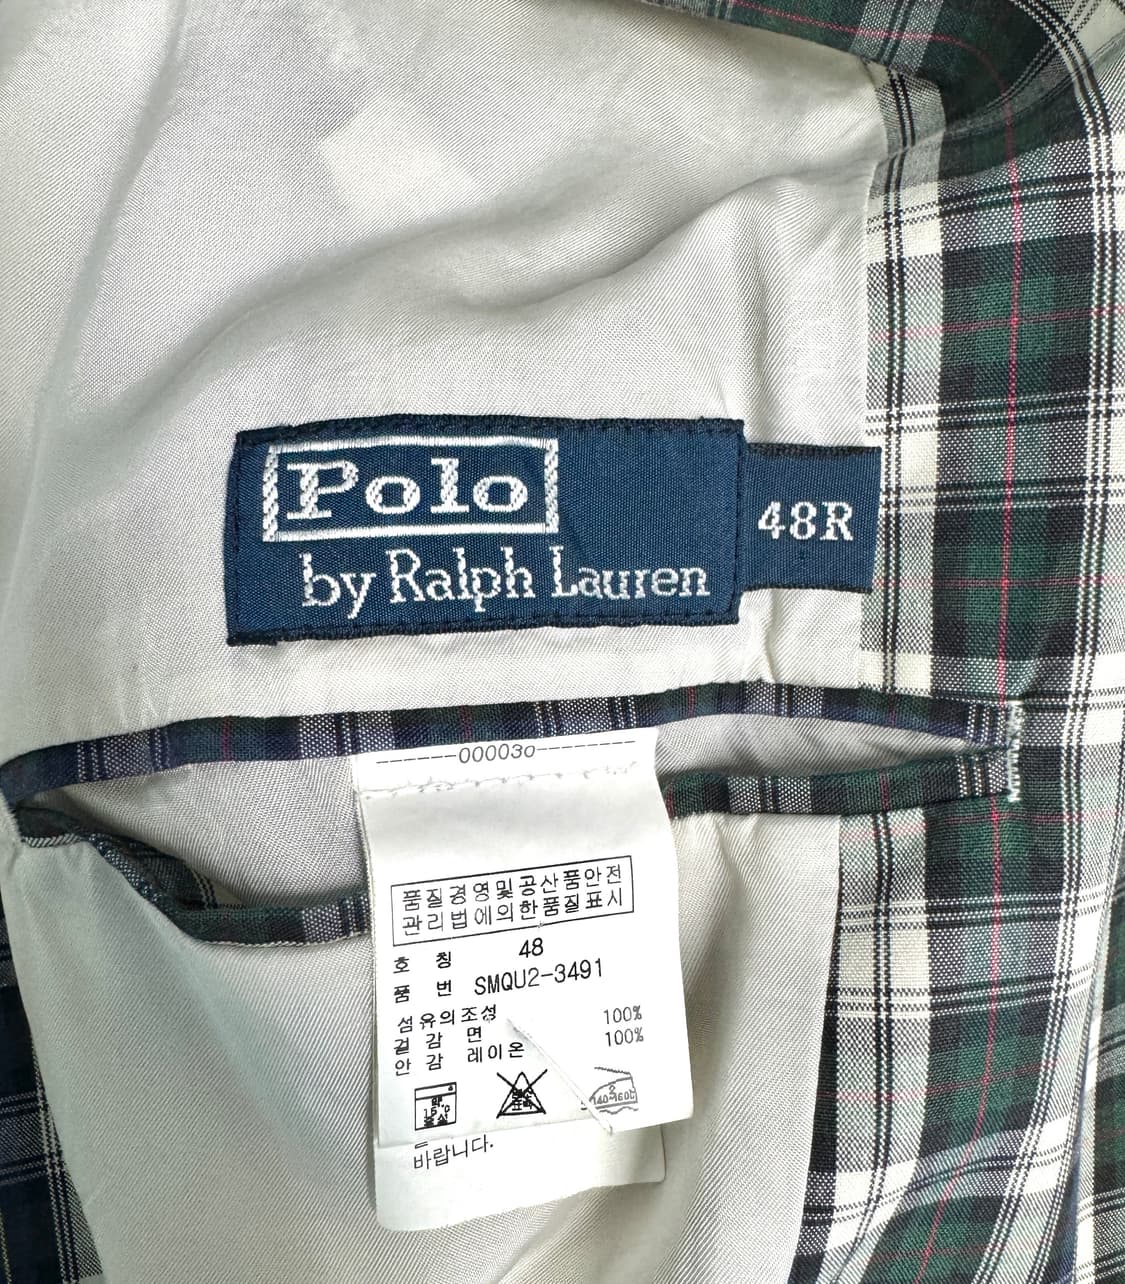 Polo
by Ralph Lauren
48R
------00003o--------
품질경영및공산품안전
관리법에의한품질표시
호 칭 48
품 번 SMQU2-3491
섬유의조성
겉 감 면 100%
안 감 레이온 100%
바랍니다.